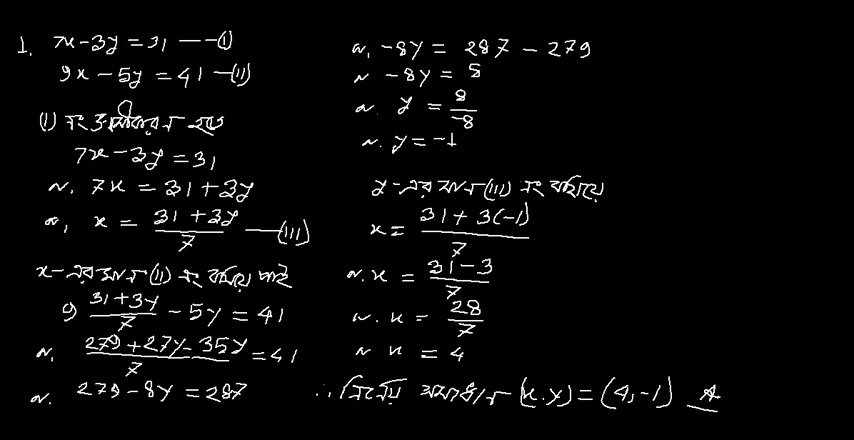 1. 7x - 3y = 31 —(i)
9x - 5y = 41 —(ii)
(i) নং সমীকরণ হতে
7x - 3y = 31
বা, 7x = 31 + 3y
বা, x = (31 + 3y)/7 —(iii)
x-এর মান (ii) নং বসিয়ে পাই
9 (31 + 3y)/7 - 5y = 41
বা, (279 + 27y - 35y)/7 = 41
বা, 279 - 8y = 287
বা, -8y = 287 - 279
বা -8y = 8
বা, y = 8/-8
বা, y = -1
y-এর মান (iii) নং বসিয়ে
x = (31 + 3(-1))/7
বা, x = (31 - 3)/7
বা, x = 28/7
বা x = 4
∴ নির্ণেয় সমাধান (x, y) = (4, -1) A